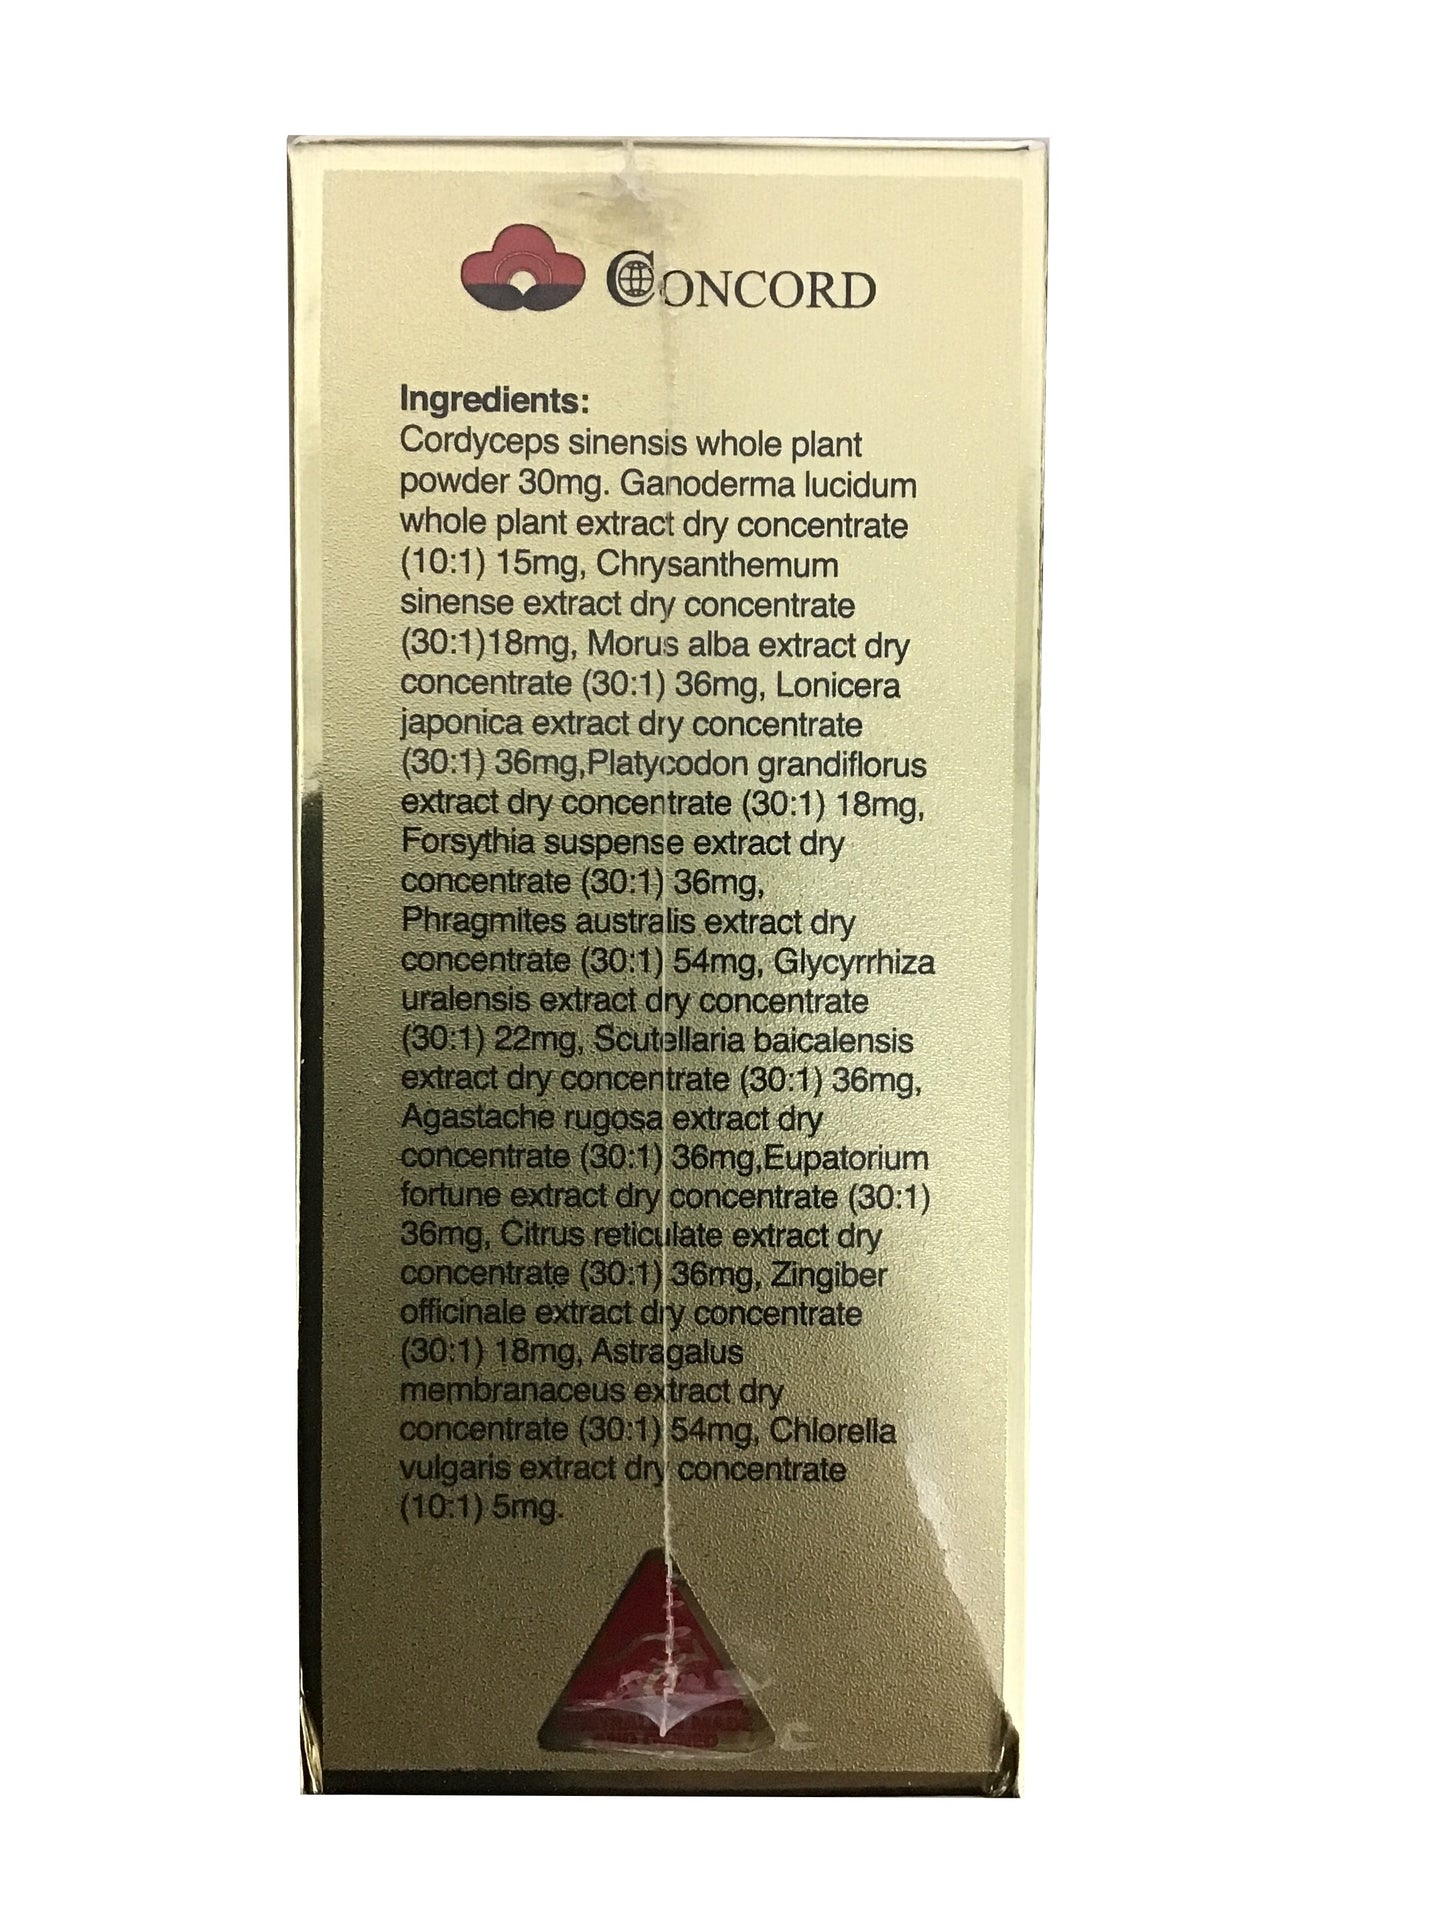 CONCORD
Ingredients:
Cordyceps sinensis whole plant
powder 30mg. Ganoderma lucidum
whole plant extract dry concentrate
(10:1) 15mg, Chrysanthemum
sinense extract dry concentrate
(30:1)18mg, Morus alba extract dry
concentrate (30:1) 36mg, Lonicera
japonica extract dry concentrate
(30:1) 36mg,Platycodon grandiflorus
extract dry concentrate (30:1) 18mg,
Forsythia suspense extract dry
concentrate (30:1) 36mg,
Phragmites australis extract dry
concentrate (30:1) 54mg, Glycyrrhiza
uralensis extract dry concentrate
(30:1) 22mg, Scutellaria baicalensis
extract dry concentrate (30:1) 36mg,
Agastache rugosa extract dry
concentrate (30:1) 36mg,Eupatorium
fortune extract dry concentrate (30:1)
36mg, Citrus reticulate extract dry
concentrate (30:1) 36mg, Zingiber
officinale extract dry concentrate
(30:1) 18mg, Astragalus
membranaceus extract dry
concentrate (30:1) 54mg, Chlorella
vulgaris extract dry concentrate
(10:1) 5mg.